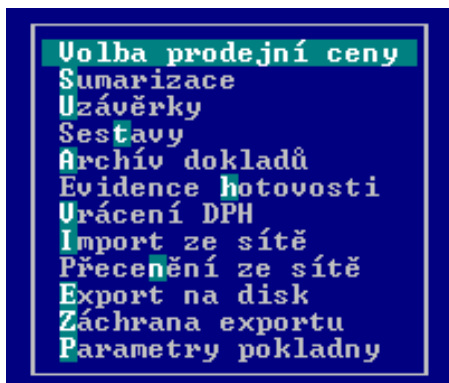 Volba prodejní ceny
Sumarizace
Uzávěrky
Sestavy
Archív dokladů
Evidence hotovosti
Vrácení DPH
Import ze sítě
Přecenění ze sítě
Export na disk
Záchrana exportu
Parametry pokladny